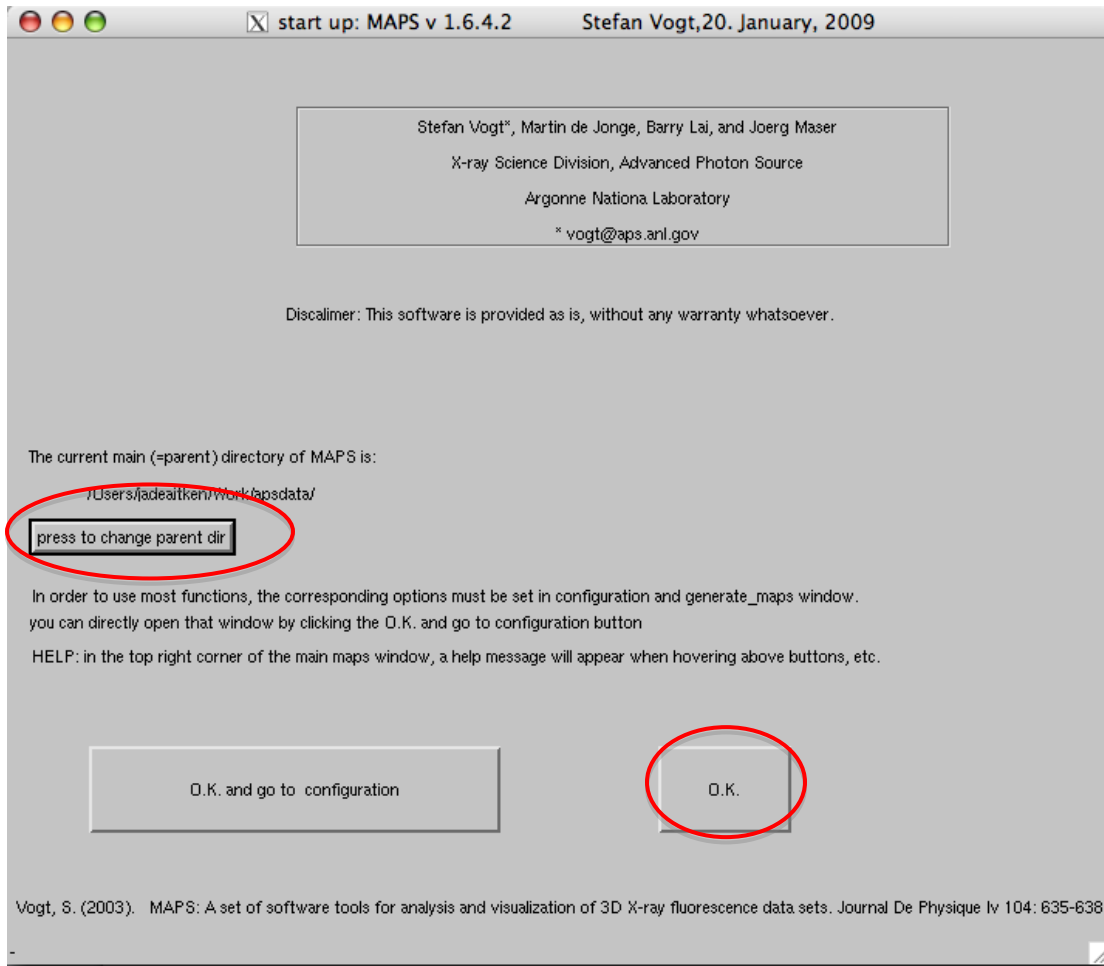 X start up: MAPS v 1.6.4.2 Stefan Vogt,20. January, 2009
Stefan Vogt*, Martin de Jonge, Barry Lai, and Joerg Maser
X-ray Science Division, Advanced Photon Source
Argonne Nationa Laboratory
* vogt@aps.anl.gov
Discalimer: This software is provided as is, without any warranty whatsoever.
The current main (=parent) directory of MAPS is:
/Users/jadeaitken/Work/apsdata/
press to change parent dir
In order to use most functions, the corresponding options must be set in configuration and generate_maps window.
you can directly open that window by clicking the O.K. and go to configuration button
HELP: in the top right corner of the main maps window, a help message will appear when hovering above buttons, etc.
O.K. and go to configuration O.K.
Vogt, S. (2003). MAPS: A set of software tools for analysis and visualization of 3D X-ray fluorescence data sets. Journal De Physique Iv 104: 635-638
-